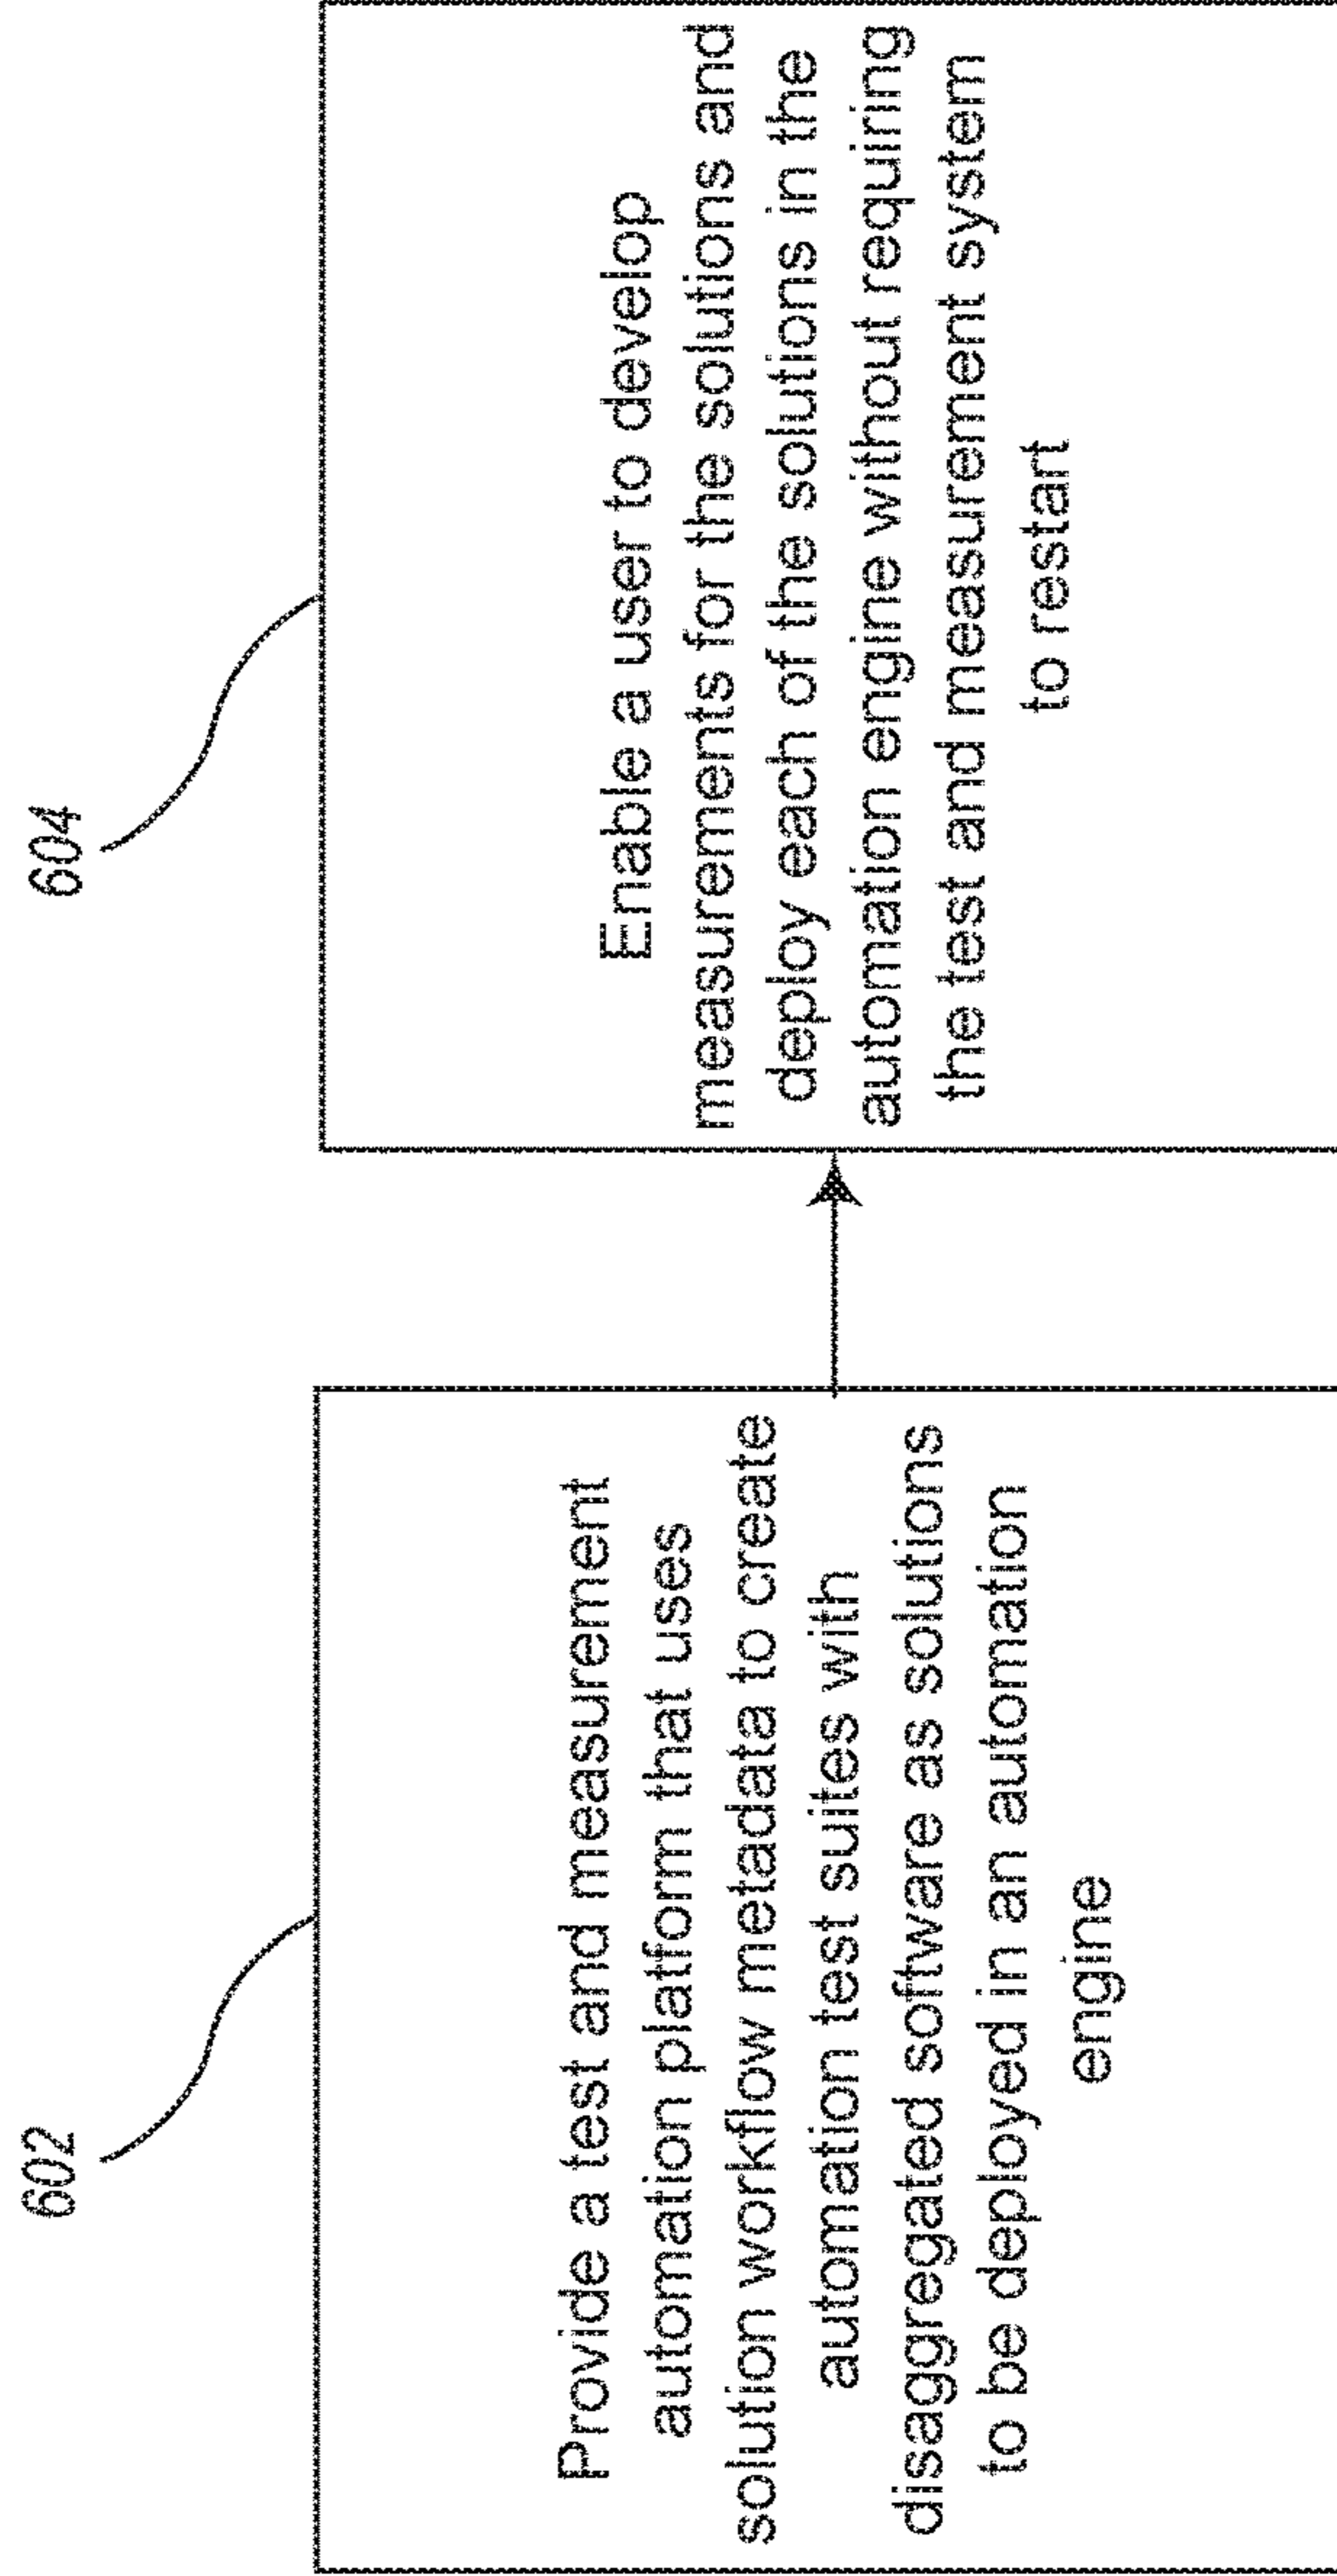 602
Provide a test and measurement
automation platform that uses
solution workflow metadata to create
automation test suites with
disaggregated software as solutions
to be deployed in an automation
engine
604
Enable a user to develop
measurements for the solutions and
deploy each of the solutions in the
automation engine without requiring
the test and measurement system
to restart